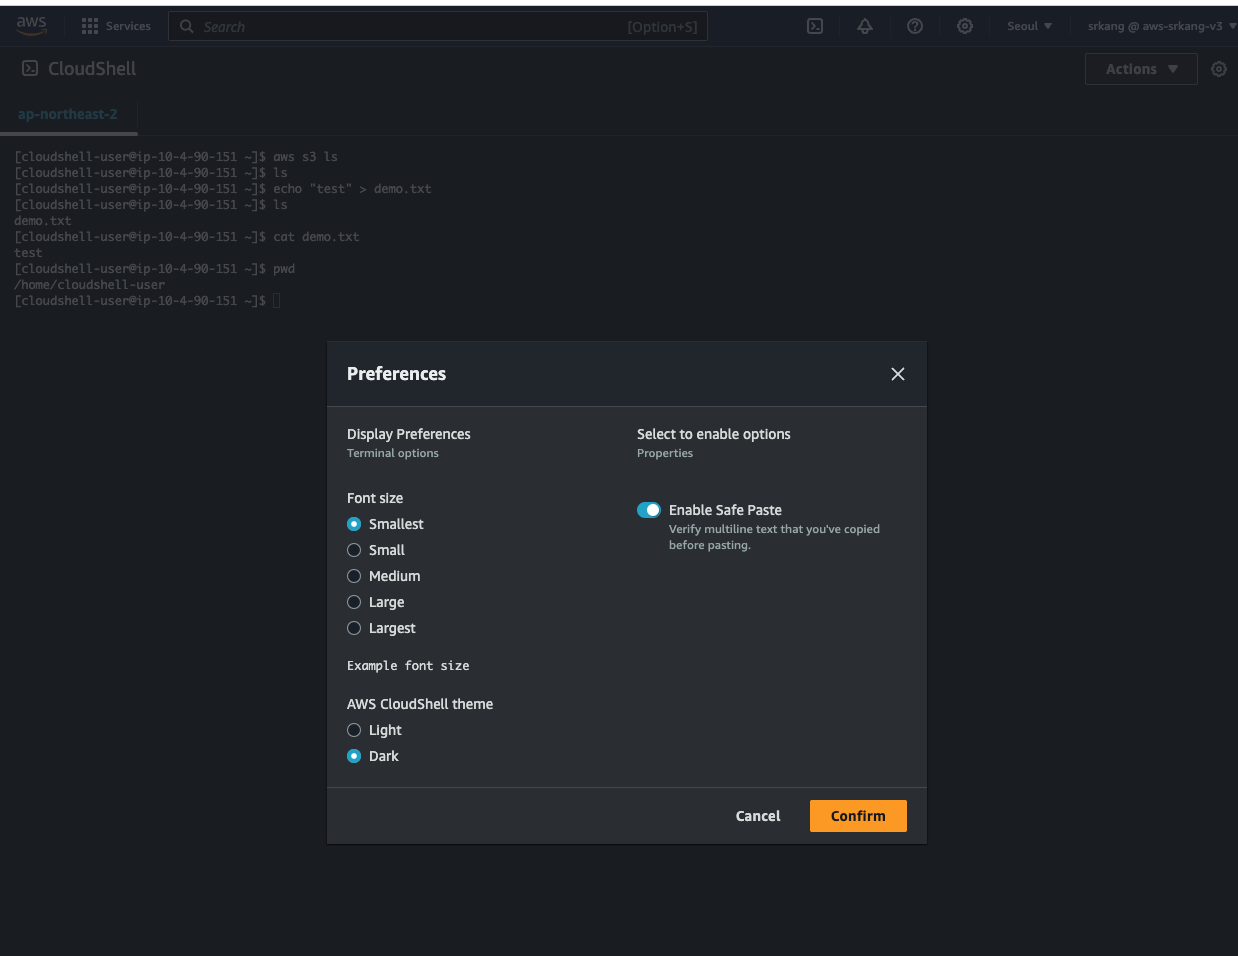 aws Services Search [Option+S] Seoul srkang @ aws-srkang-v3
CloudShell Actions
ap-northeast-2
[cloudshell-user@ip-10-4-90-151 ~]$ aws s3 ls
[cloudshell-user@ip-10-4-90-151 ~]$ ls
[cloudshell-user@ip-10-4-90-151 ~]$ echo "test" > demo.txt
[cloudshell-user@ip-10-4-90-151 ~]$ ls
demo.txt
[cloudshell-user@ip-10-4-90-151 ~]$ cat demo.txt
test
[cloudshell-user@ip-10-4-90-151 ~]$ pwd
/home/cloudshell-user
[cloudshell-user@ip-10-4-90-151 ~]$
Preferences
Display Preferences
Terminal options
Font size
Smallest
Small
Medium
Large
Largest
Example font size
AWS CloudShell theme
Light
Dark
Select to enable options
Properties
Enable Safe Paste
Verify multiline text that you've copied
before pasting.
Cancel Confirm